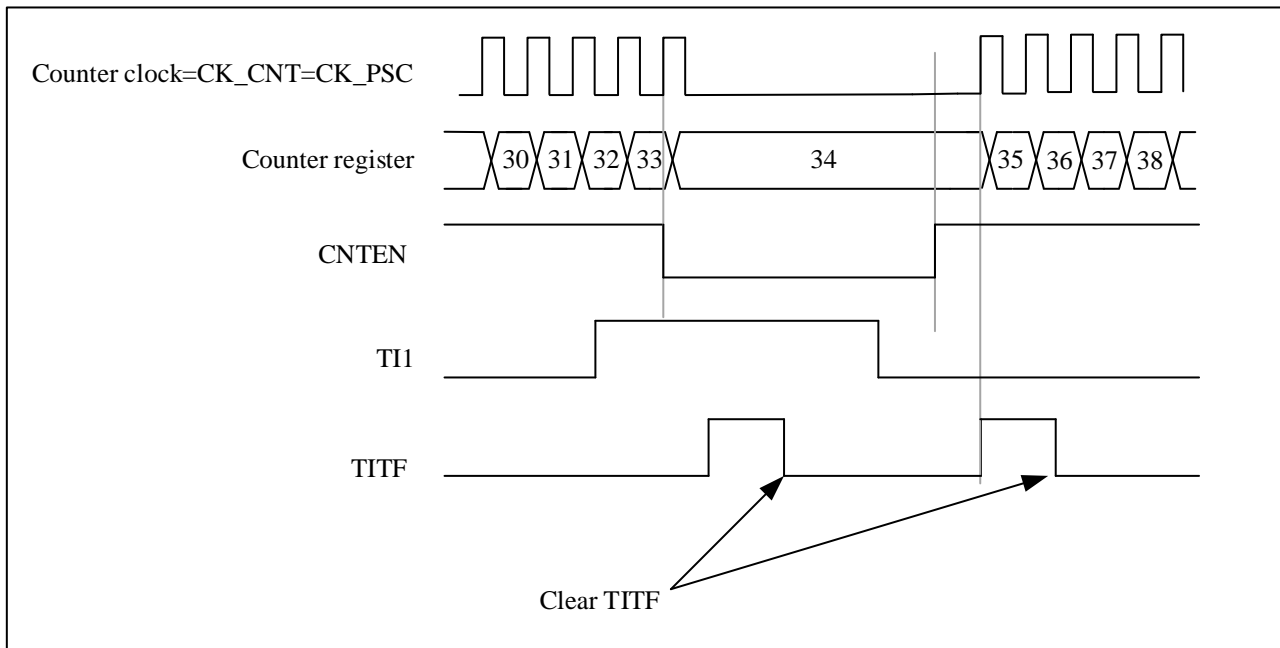 Counter clock=CK_CNT=CK_PSC
Counter register
30 31 32 33 34 35 36 37 38
CNTEN
TI1
TITF
Clear TITF